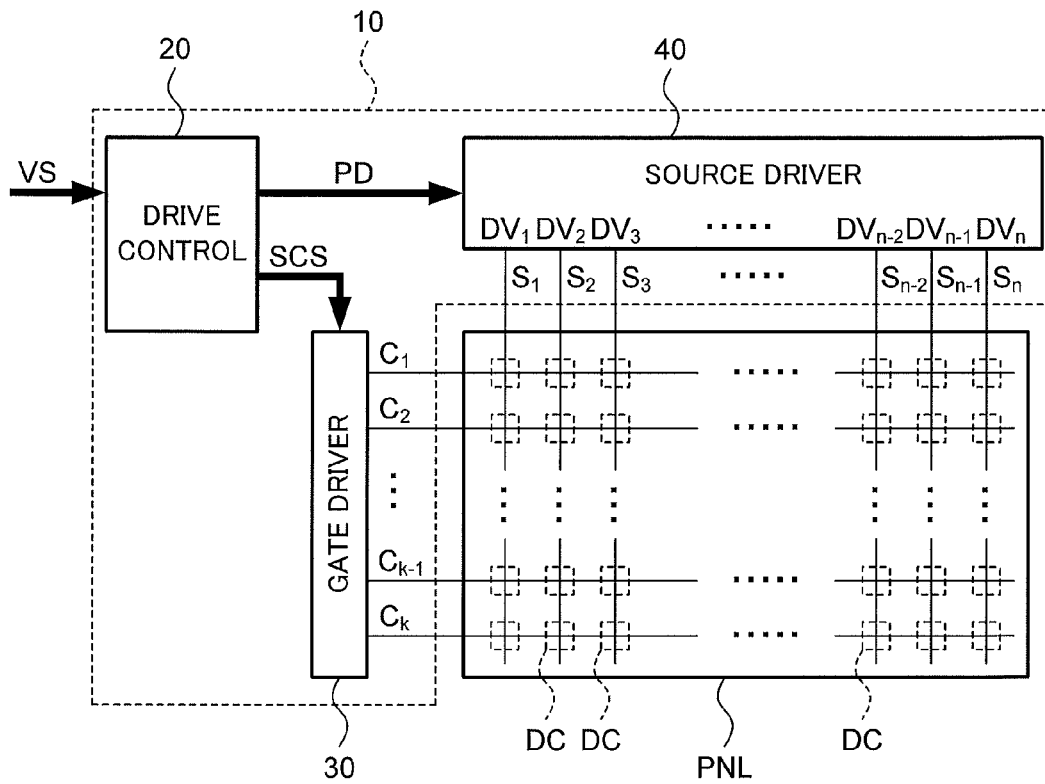 10
20
40
VS
DRIVE
CONTROL
PD
SCS
SOURCE DRIVER
DV1 DV2 DV3 ..... DVn-2 DVn-1 DVn
S1 S2 S3 ..... Sn-2 Sn-1 Sn
GATE DRIVER
C1
C2
Ck-1
Ck
30
DC DC PNL DC